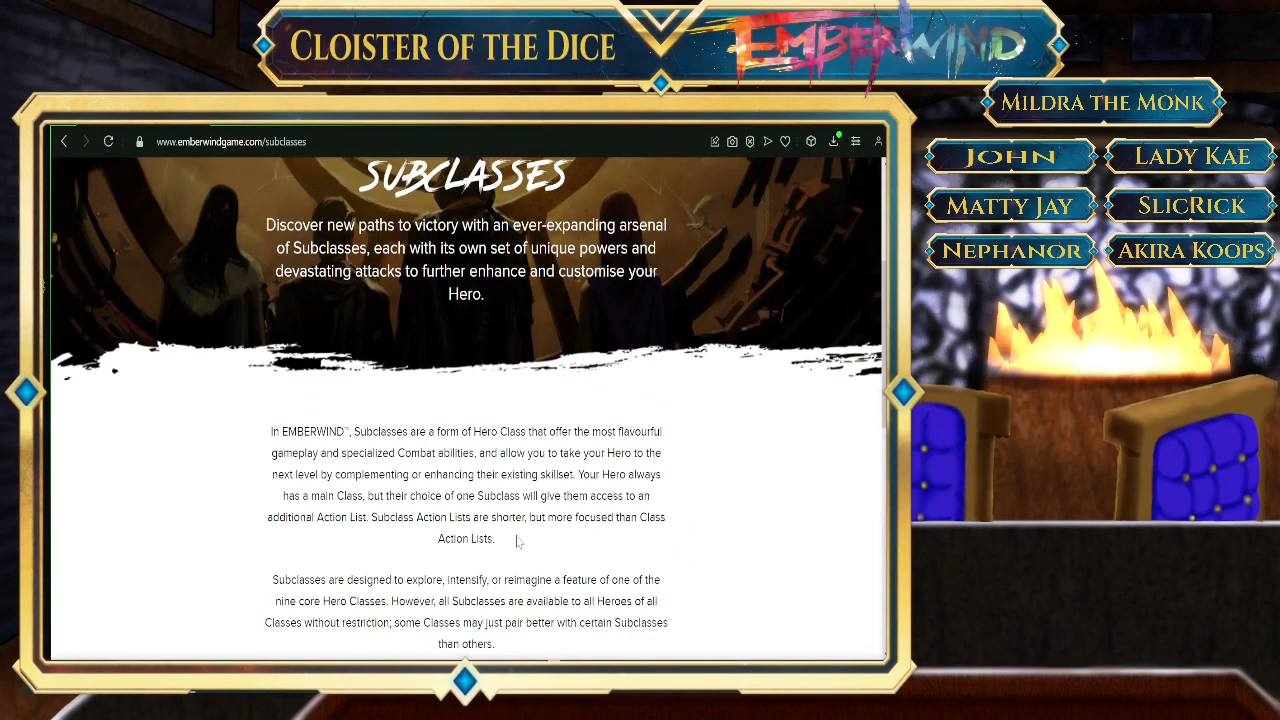 CLOISTER OF THE DICE
EMBERWIND
MILDRA THE MONK
JOHN
LADY KAE
MATTY JAY
SLICRICK
NEPHANOR
AKIRA KOOPS
www.emberwindgame.com/subclasses
SUBCLASSES
Discover new paths to victory with an ever-expanding arsenal
of Subclasses, each with its own set of unique powers and
devastating attacks to further enhance and customise your
Hero.
In EMBERWIND™, Subclasses are a form of Hero Class that offer the most flavourful
gameplay and specialized Combat abilities, and allow you to take your Hero to the
next level by complementing or enhancing their existing skillset. Your Hero always
has a main Class, but their choice of one Subclass will give them access to an
additional Action List. Subclass Action Lists are shorter, but more focused than Class
Action Lists.
Subclasses are designed to explore, intensify, or reimagine a feature of one of the
nine core Hero Classes. However, all Subclasses are available to all Heroes of all
Classes without restriction; some Classes may just pair better with certain Subclasses
than others.